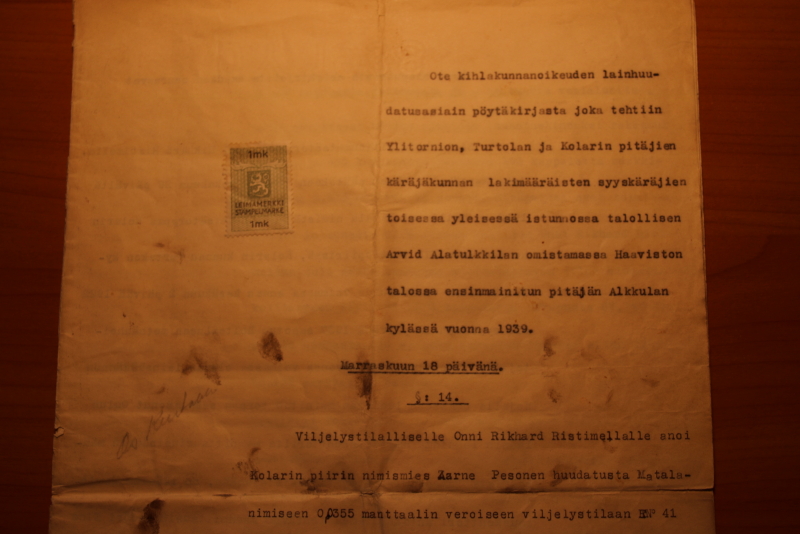 Ote kihlakunnanoikeuden lainhuu-
datusasiain pöytäkirjasta joka tehtiin
Ylitornion, Turtolan ja Kolarin pitäjien
käräjäkunnan lakimääräisten syyskäräjien
toisessa yleisessä istunnossa talollisen
Arvid Alatulkkilan omistamassa Haaviston
talossa ensinmainitun pitäjän Alkkulan
kylässä vuonna 1939.
1mk
LEIMAMERKKI
STÄMPELMÄRKE
1mk
Marraskuun 18 päivänä.
§: 14.
Viljelystilalliselle Onni Rikhard Ristimellalle anoi
Kolarin piirin nimismies Aarne Pesonen huudatusta Matala-
nimiseen 0,0355 manttaalin veroiseen viljelystilaan RN° 41